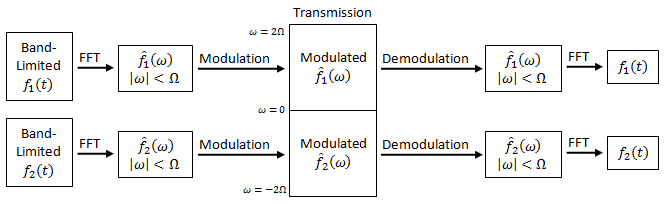 Transmission
ω = 2Ω
Band-
Limited
f₁(t)
FFT
f̂₁(ω)
|ω| < Ω
Modulation
Modulated
f̂₁(ω)
Demodulation
f̂₁(ω)
|ω| < Ω
FFT
f₁(t)
ω = 0
Band-
Limited
f₂(t)
FFT
f̂₂(ω)
|ω| < Ω
Modulation
Modulated
f̂₂(ω)
Demodulation
f̂₂(ω)
|ω| < Ω
FFT
f₂(t)
ω = −2Ω